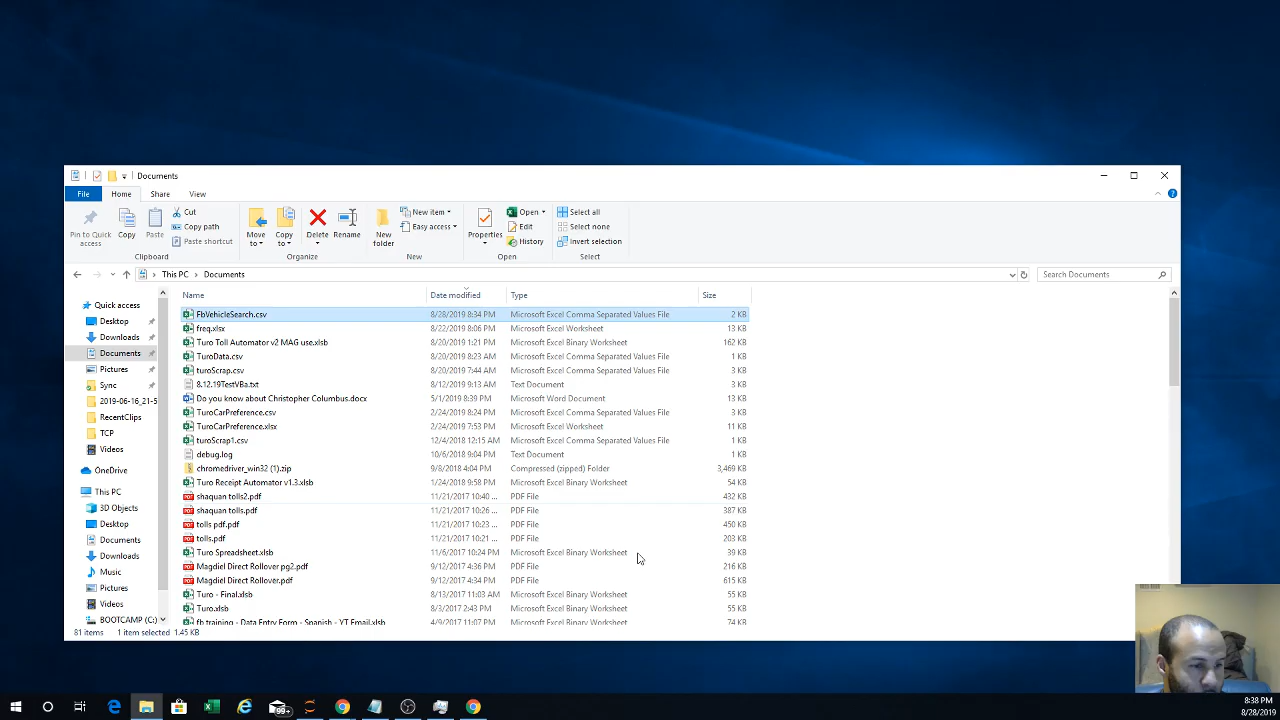 Documents
File Home Share View
Pin to Quick access
Copy
Paste
Cut
Copy path
Paste shortcut
Clipboard
Move to
Copy to
Delete
Rename
Organize
New folder
New item
Easy access
New
Properties
Open
Edit
History
Open
Select all
Select none
Invert selection
Select
This PC > Documents
Search Documents
Name Date modified Type Size
Quick access
Desktop
Downloads
Documents
Pictures
Sync
2019-06-16_21-5
RecentClips
TCP
Videos
OneDrive
This PC
3D Objects
Desktop
Documents
Downloads
Music
Pictures
Videos
BOOTCAMP (C:)
FbVehicleSearch.csv 8/28/2019 8:34 PM Microsoft Excel Comma Separated Values File 2 KB
freq.xlsx 8/22/2019 8:06 PM Microsoft Excel Worksheet 13 KB
Turo Toll Automator v2 MAG use.xlsb 8/20/2019 1:21 PM Microsoft Excel Binary Worksheet 162 KB
TuroData.csv 8/20/2019 8:23 AM Microsoft Excel Comma Separated Values File 1 KB
turoScrap.csv 8/20/2019 7:44 AM Microsoft Excel Comma Separated Values File 3 KB
8.12.19TestVBa.txt 8/12/2019 9:13 AM Text Document 3 KB
Do you know about Christopher Columbus.docx 5/1/2019 8:39 PM Microsoft Word Document 13 KB
TuroCarPreference.csv 2/24/2019 8:24 PM Microsoft Excel Comma Separated Values File 3 KB
TuroCarPreference.xlsx 2/24/2019 7:53 PM Microsoft Excel Worksheet 11 KB
turoScrap1.csv 12/4/2018 12:15 AM Microsoft Excel Comma Separated Values File 1 KB
debug.log 10/6/2018 9:04 PM Text Document 1 KB
chromedriver_win32 (1).zip 9/8/2018 4:04 PM Compressed (zipped) Folder 3,469 KB
Turo Receipt Automator v1.3.xlsb 1/24/2018 9:58 PM Microsoft Excel Binary Worksheet 54 KB
shaquan tolls2.pdf 11/21/2017 10:40 ... PDF File 432 KB
shaquan tolls.pdf 11/21/2017 10:26 ... PDF File 387 KB
tolls pdf.pdf 11/21/2017 10:23 ... PDF File 450 KB
tolls.pdf 11/21/2017 10:21 ... PDF File 203 KB
Turo Spreadsheet.xlsb 11/6/2017 10:24 PM Microsoft Excel Binary Worksheet 39 KB
Magdiel Direct Rollover pg2.pdf 9/12/2017 4:36 PM PDF File 216 KB
Magdiel Direct Rollover.pdf 9/12/2017 4:34 PM PDF File 615 KB
Turo - Final.xlsb 8/13/2017 11:03 AM Microsoft Excel Binary Worksheet 55 KB
Turo.xlsb 8/3/2017 2:43 PM Microsoft Excel Binary Worksheet 55 KB
fb training - Data Entry Form - Spanish - YT Email.xlsb 4/9/2017 11:07 PM Microsoft Excel Binary Worksheet 74 KB
81 items 1 item selected 1.45 KB
99+
8:38 PM
8/28/2019